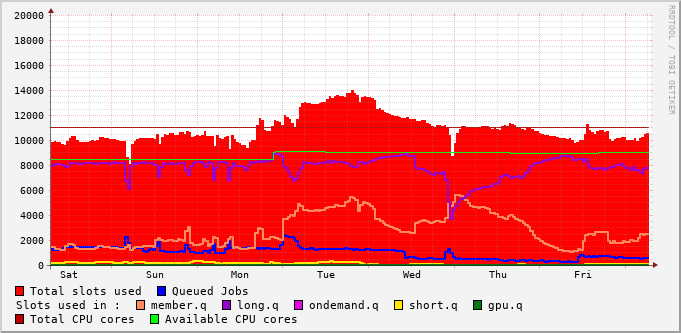 20000
18000
16000
14000
12000
10000
8000
6000
4000
2000
0
Sat Sun Mon Tue Wed Thu Fri
RRDTOOL / TOBI OETIKER
Total slots used Queued Jobs
Slots used in : member.q long.q ondemand.q short.q gpu.q
Total CPU cores Available CPU cores